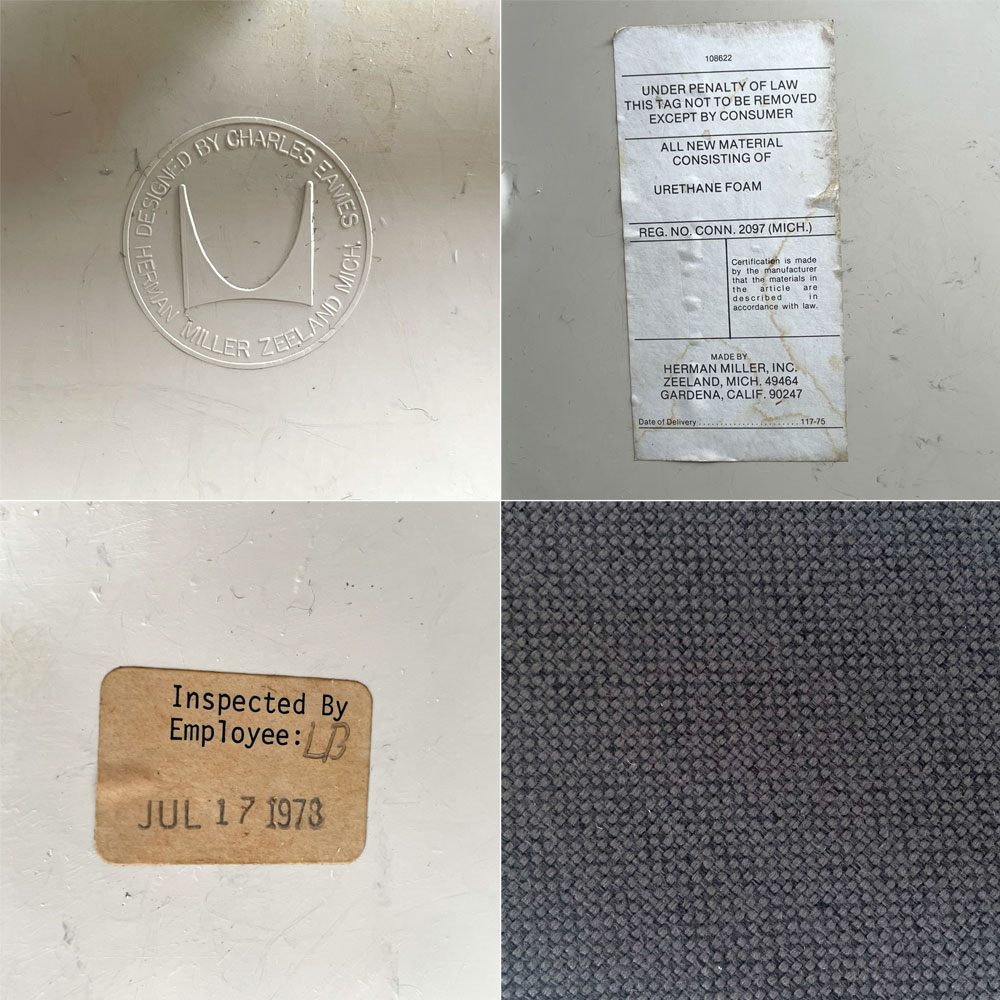 HERMAN MILLER ZEELAND MICH. DESIGNED BY CHARLES EAMES
108622
UNDER PENALTY OF LAW
THIS TAG NOT TO BE REMOVED
EXCEPT BY CONSUMER
ALL NEW MATERIAL
CONSISTING OF
URETHANE FOAM
REG. NO. CONN. 2097 (MICH.)
Certification is made
by the manufacturer
that the materials in
the article are
described in
accordance with law.
MADE BY
HERMAN MILLER, INC.
ZEELAND, MICH. 49464
GARDENA, CALIF. 90247
Date of Delivery ........................ 117-75
Inspected By
Employee: LB
JUL 17 1978